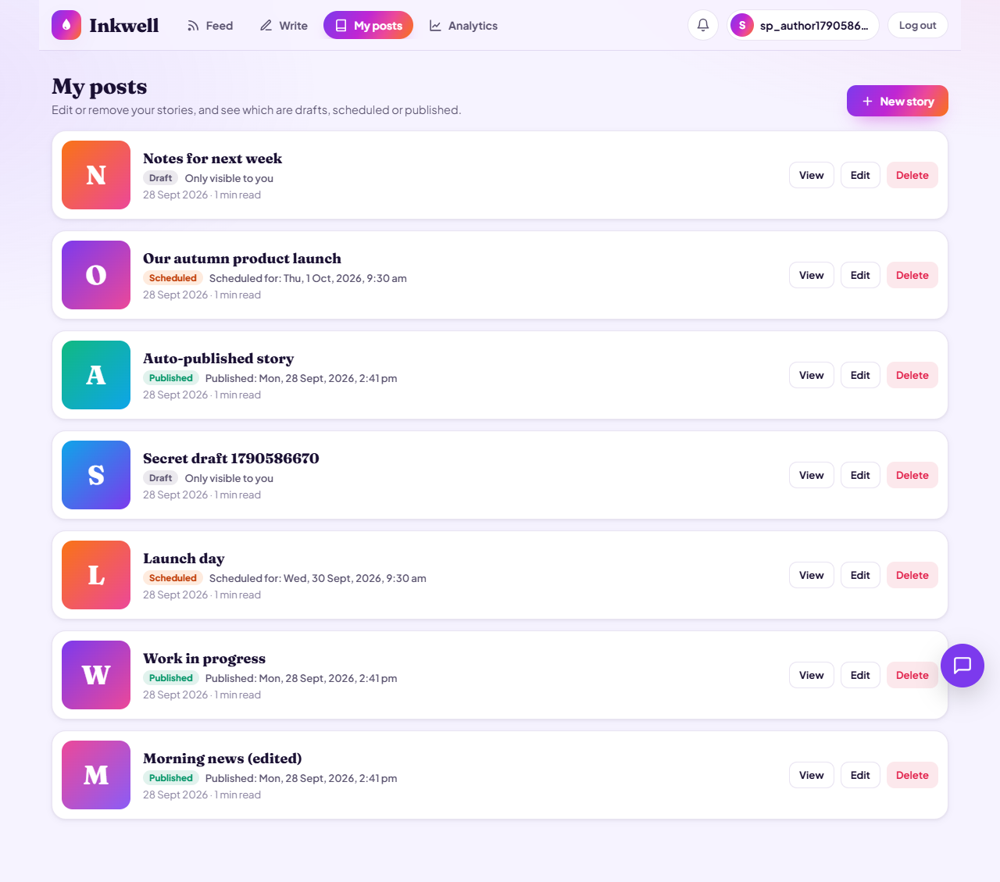 Inkwell
Feed
Write
My posts
Analytics
S
sp_author1790586…
Log out
My posts
Edit or remove your stories, and see which are drafts, scheduled or published.
+ New story
N
Notes for next week
Draft Only visible to you
28 Sept 2026 · 1 min read
View Edit Delete
O
Our autumn product launch
Scheduled Scheduled for: Thu, 1 Oct, 2026, 9:30 am
28 Sept 2026 · 1 min read
View Edit Delete
A
Auto-published story
Published Published: Mon, 28 Sept, 2026, 2:41 pm
28 Sept 2026 · 1 min read
View Edit Delete
S
Secret draft 1790586670
Draft Only visible to you
28 Sept 2026 · 1 min read
View Edit Delete
L
Launch day
Scheduled Scheduled for: Wed, 30 Sept, 2026, 9:30 am
28 Sept 2026 · 1 min read
View Edit Delete
W
Work in progress
Published Published: Mon, 28 Sept, 2026, 2:41 pm
28 Sept 2026 · 1 min read
View Edit Delete
M
Morning news (edited)
Published Published: Mon, 28 Sept, 2026, 2:41 pm
28 Sept 2026 · 1 min read
View Edit Delete